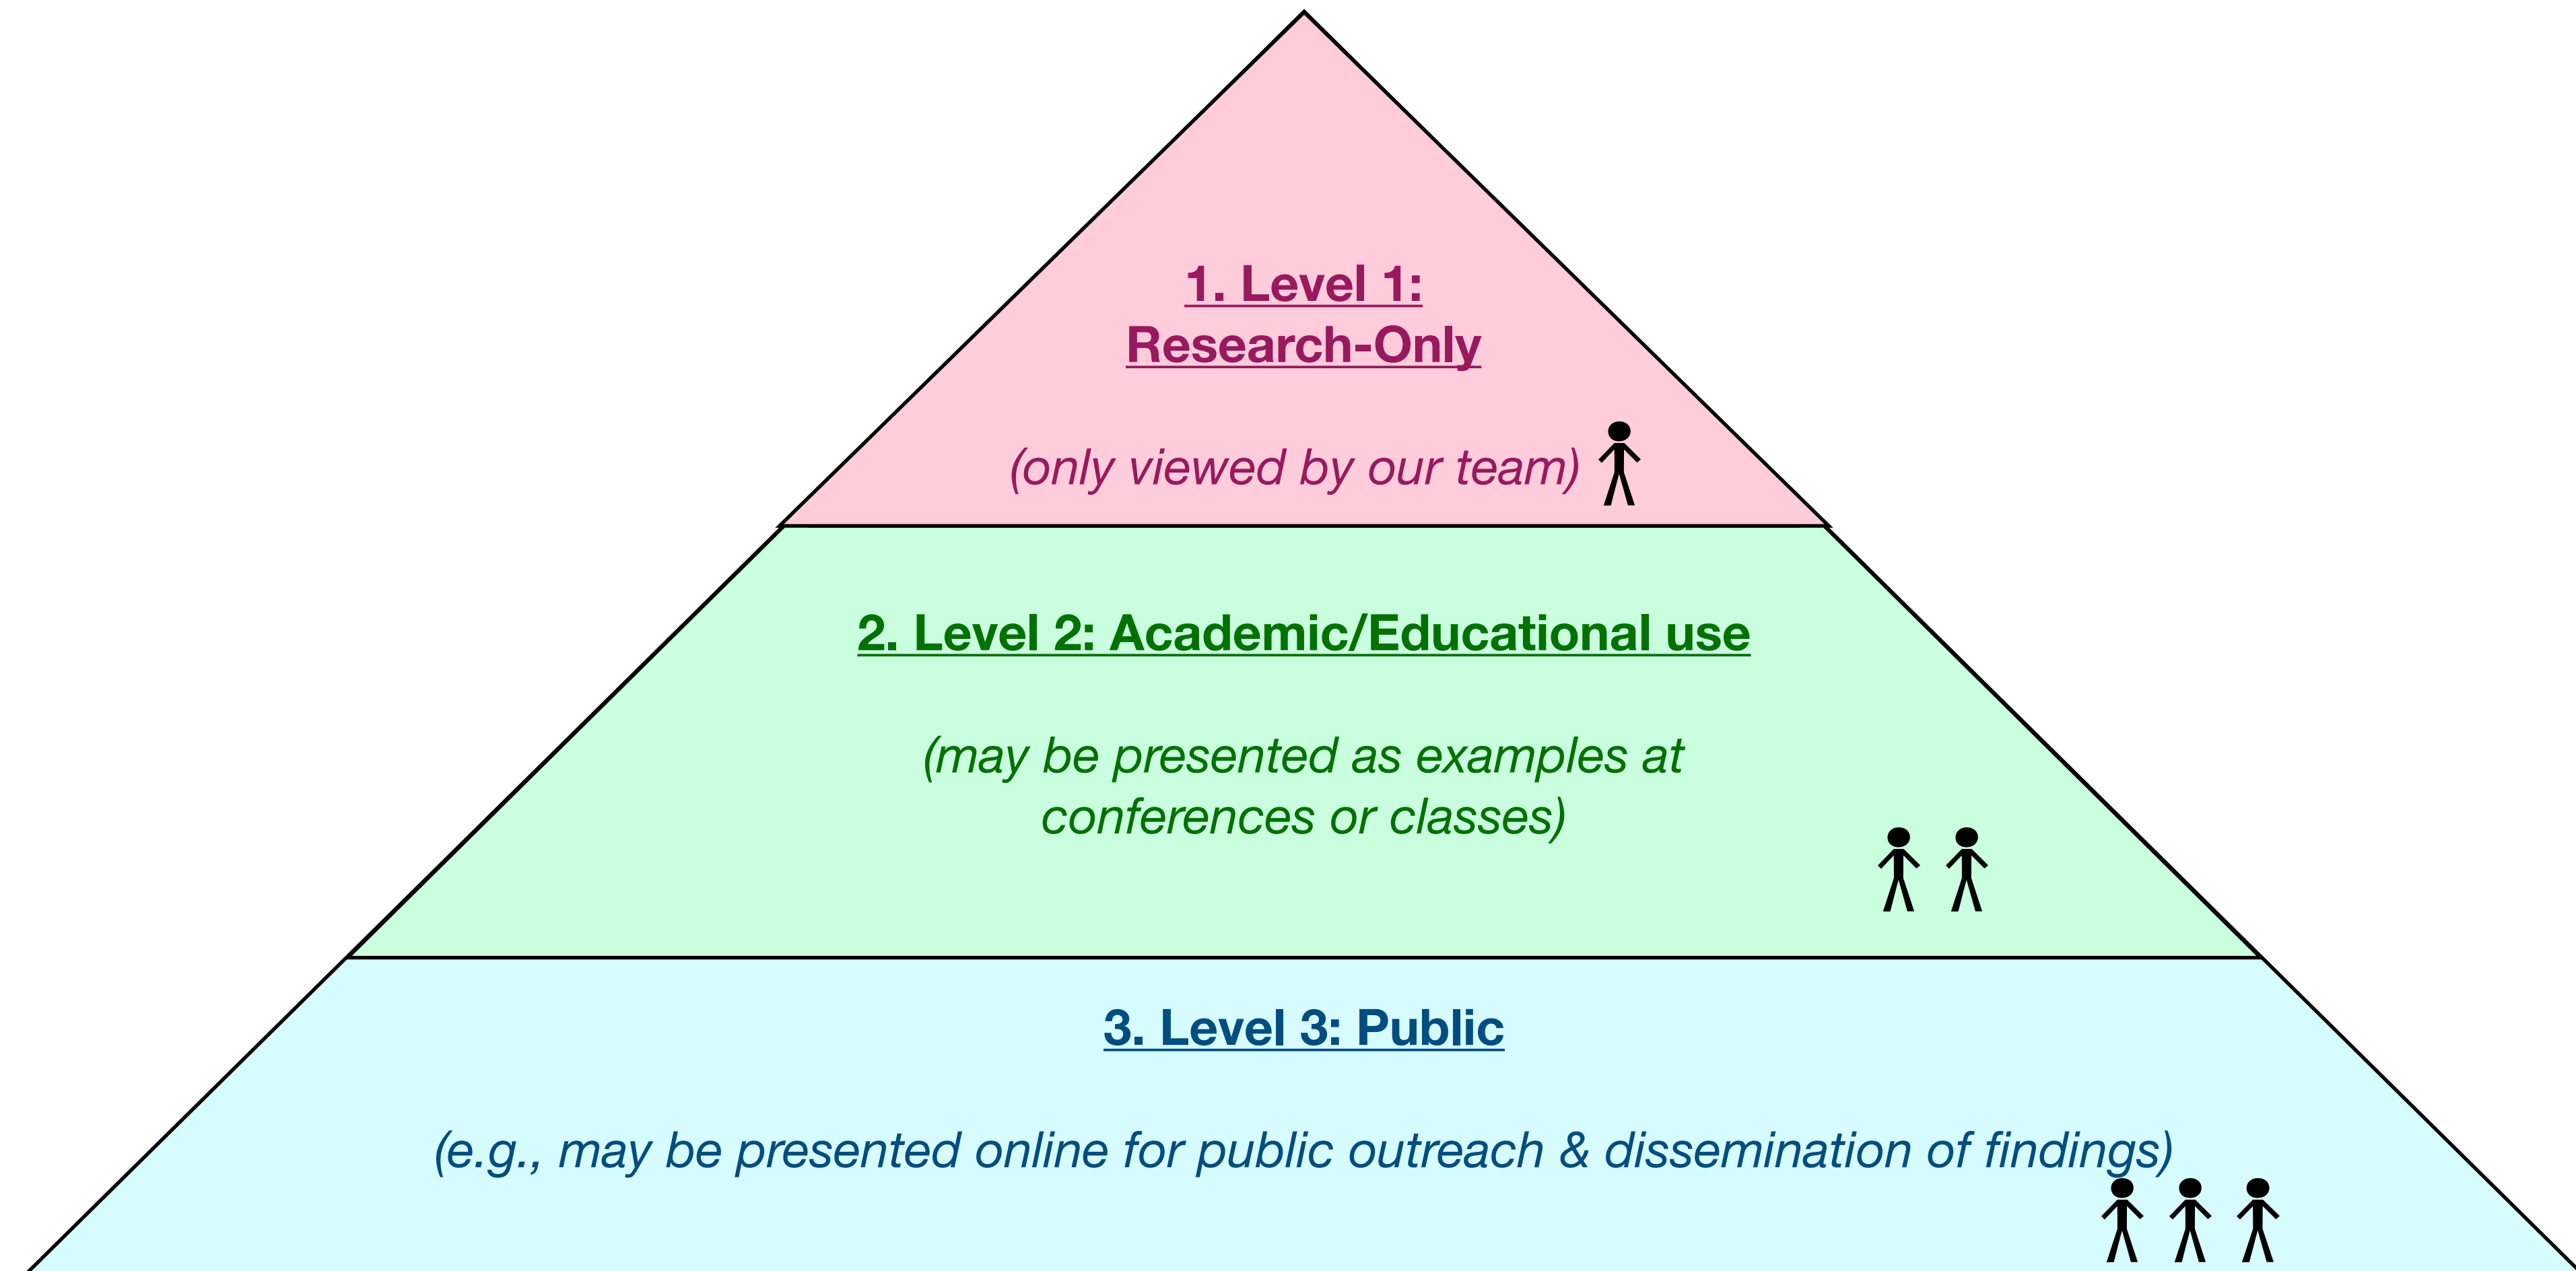 1. Level 1:
Research-Only
(only viewed by our team)
2. Level 2: Academic/Educational use
(may be presented as examples at
conferences or classes)
3. Level 3: Public
(e.g., may be presented online for public outreach & dissemination of findings)